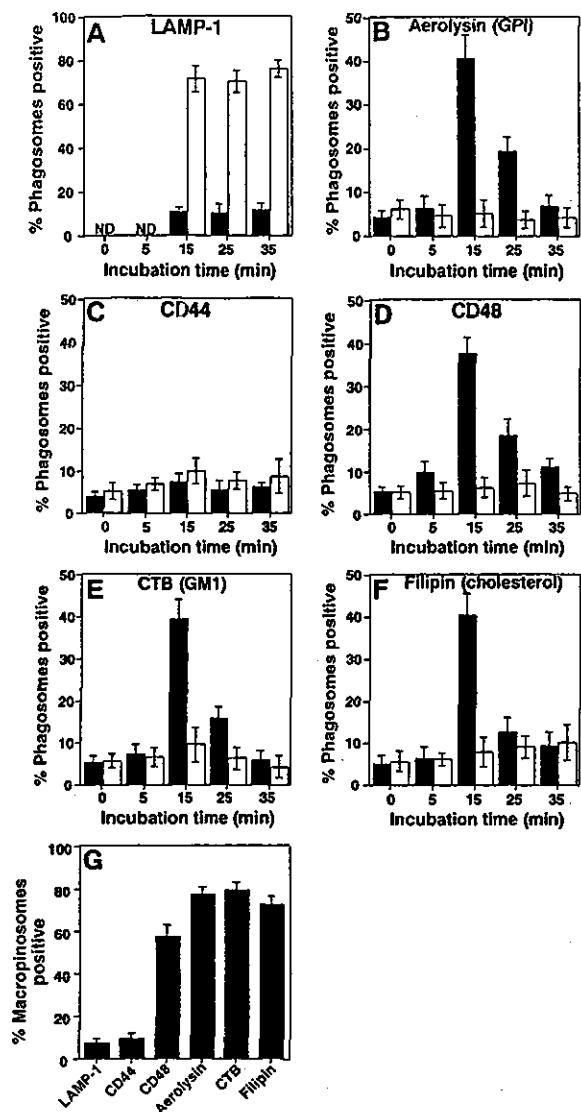 A LAMP-1
% Phagosomes positive
100
80
60
40
20
0
ND ND
0 5 15 25 35
Incubation time (min)
B Aerolysin (GPI)
% Phagosomes positive
50
40
30
20
10
0
0 5 15 25 35
Incubation time (min)
C CD44
% Phagosomes positive
50
40
30
20
10
0
0 5 15 25 35
Incubation time (min)
D CD48
% Phagosomes positive
50
40
30
20
10
0
0 5 15 25 35
Incubation time (min)
E CTB (GM1)
% Phagosomes positive
50
40
30
20
10
0
0 5 15 25 35
Incubation time (min)
F Filipin (cholesterol)
% Phagosomes positive
50
40
30
20
10
0
0 5 15 25 35
Incubation time (min)
G
% Macropinosomes
positive
100
80
60
40
20
0
LAMP-1 CD44 CD48 Aerolysin CTB Filipin